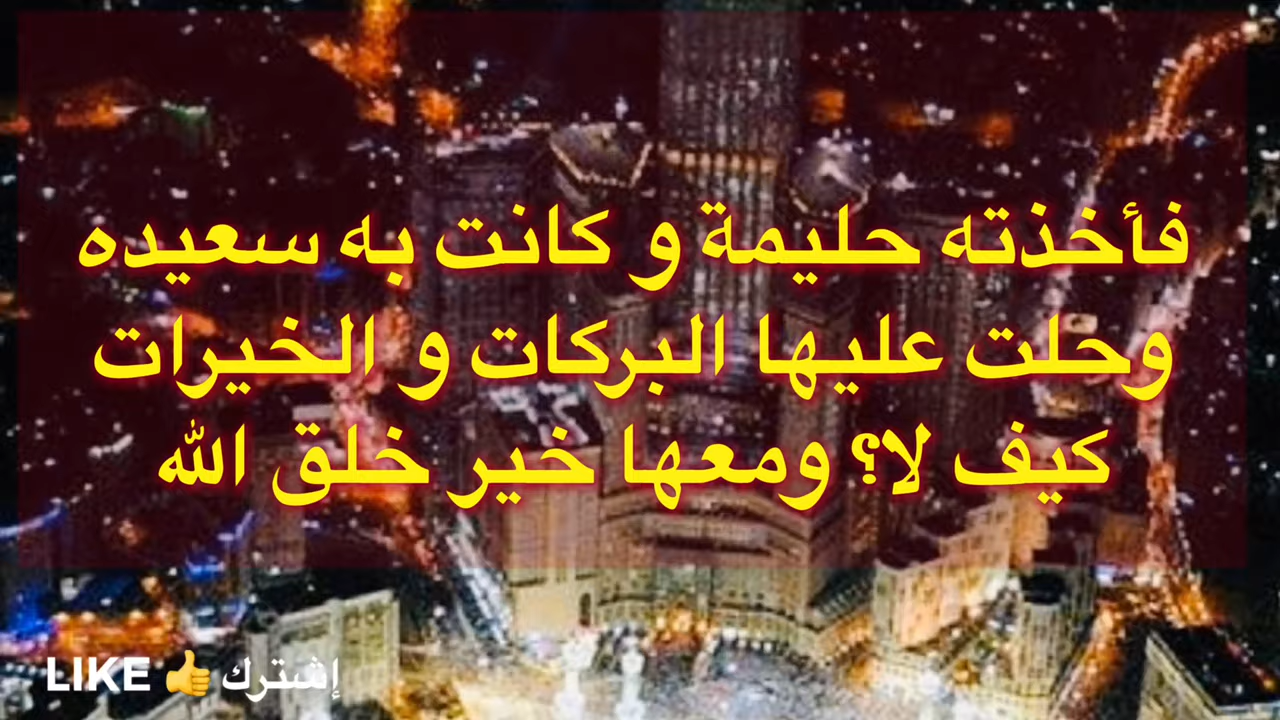 فأخذته حليمة و كانت به سعيده
وحلت عليها البركات و الخيرات
كيف لا؟ ومعها خير خلق الله
LIKE 👍 إشترك